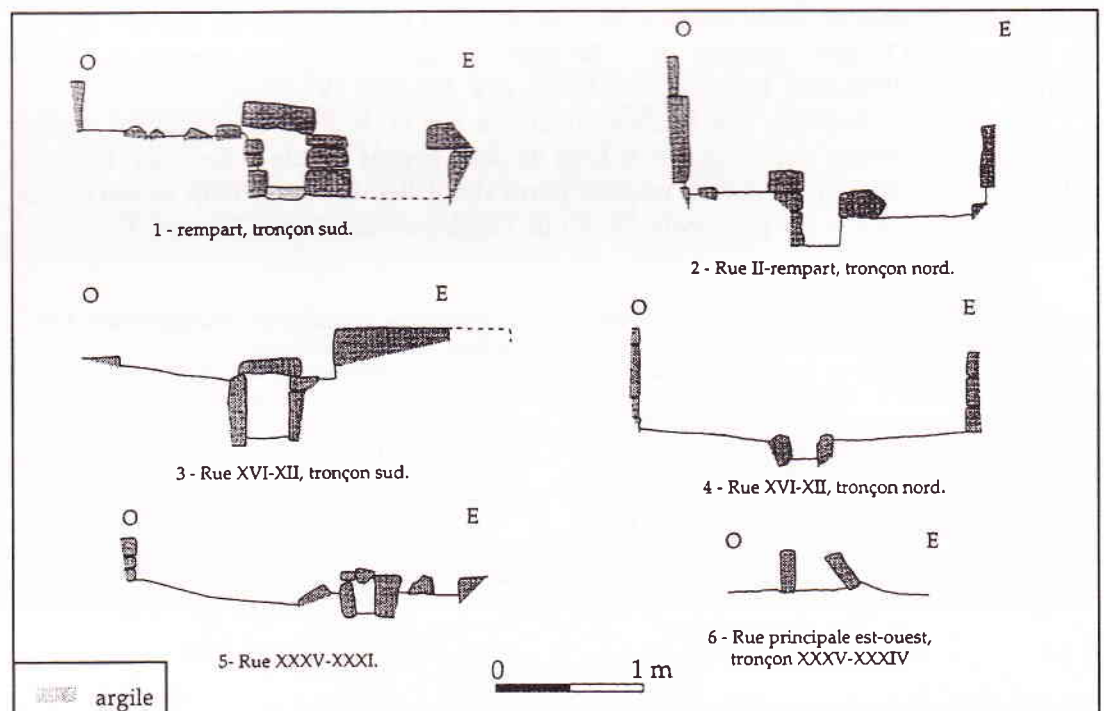 O E
1 - rempart, tronçon sud.
O E
2 - Rue II-rempart, tronçon nord.
O E
3 - Rue XVI-XII, tronçon sud.
O E
4 - Rue XVI-XII, tronçon nord.
O E
5- Rue XXXV-XXXI.
O E
6 - Rue principale est-ouest,
tronçon XXXV-XXXIV
argile
0 1 m